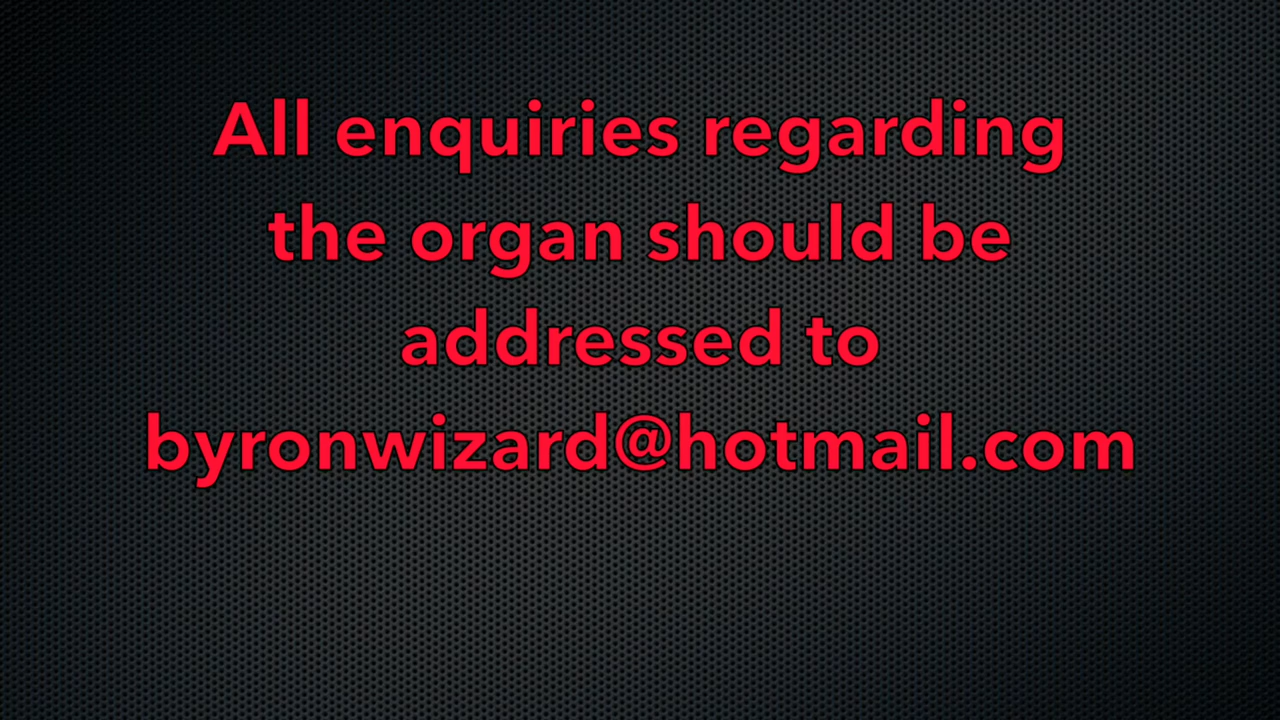 All enquiries regarding
the organ should be
addressed to
byronwizard@hotmail.com